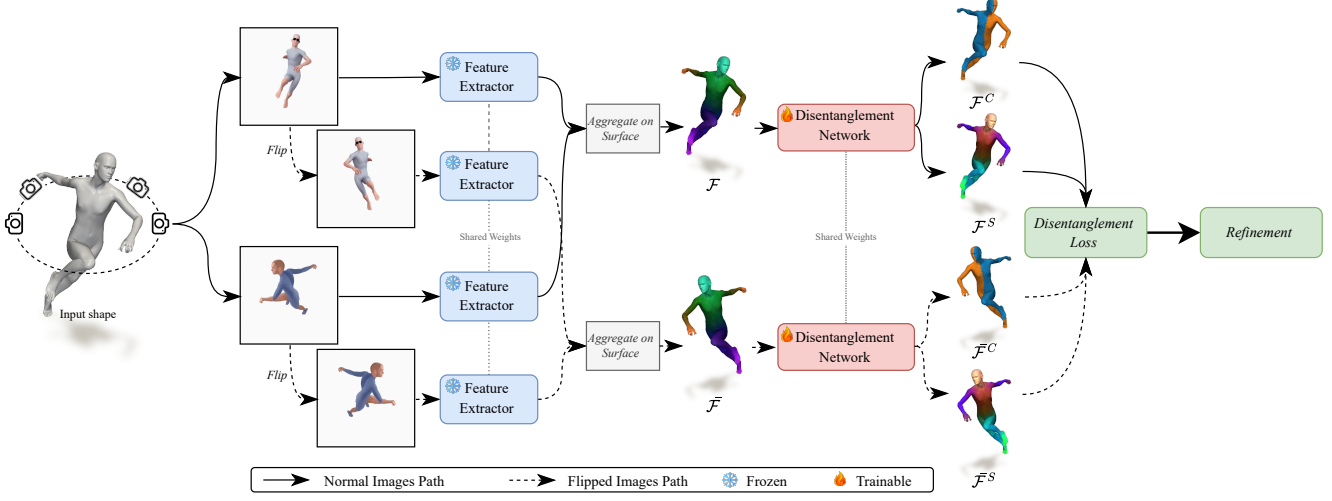 Input shape
Flip
Flip
Feature
Extractor
Feature
Extractor
Shared Weights
Feature
Extractor
Feature
Extractor
Aggregate on
Surface
Aggregate on
Surface
ℱ
ℱ̄
Disentanglement
Network
Shared Weights
Disentanglement
Network
ℱ^C
ℱ^S
ℱ̄^C
ℱ̄^S
Disentanglement
Loss
Refinement
Normal Images Path
Flipped Images Path
Frozen
Trainable